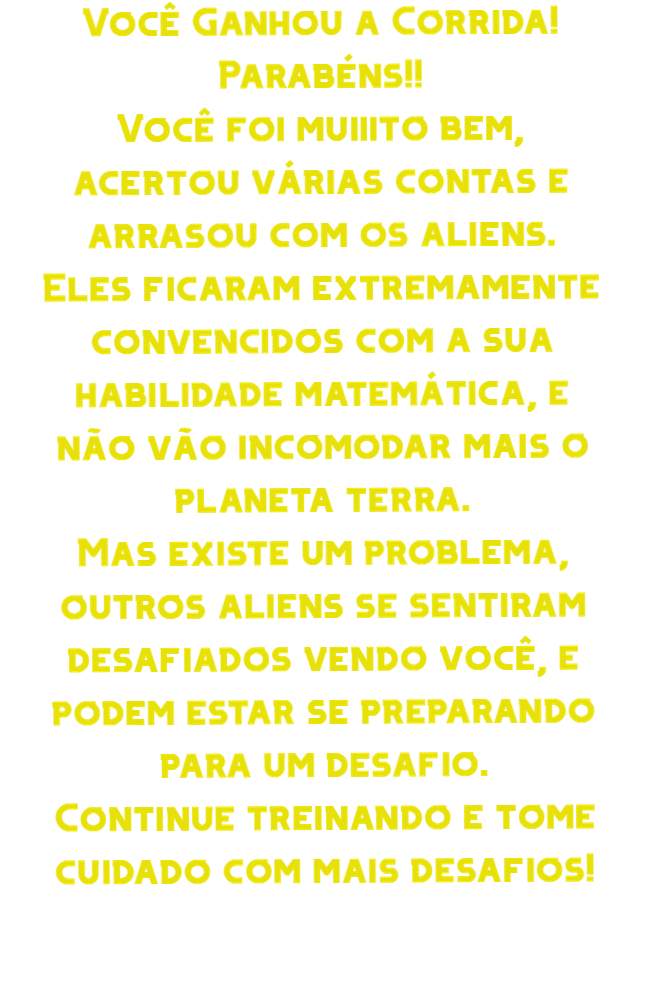 Você Ganhou a Corrida!
Parabéns!!
Você foi muiiito bem,
acertou várias contas e
arrasou com os aliens.
Eles ficaram extremamente
convencidos com a sua
habilidade matemática, e
não vão incomodar mais o
planeta terra.
Mas existe um problema,
outros aliens se sentiram
desafiados vendo você, e
podem estar se preparando
para um desafio.
Continue treinando e tome
cuidado com mais desafios!